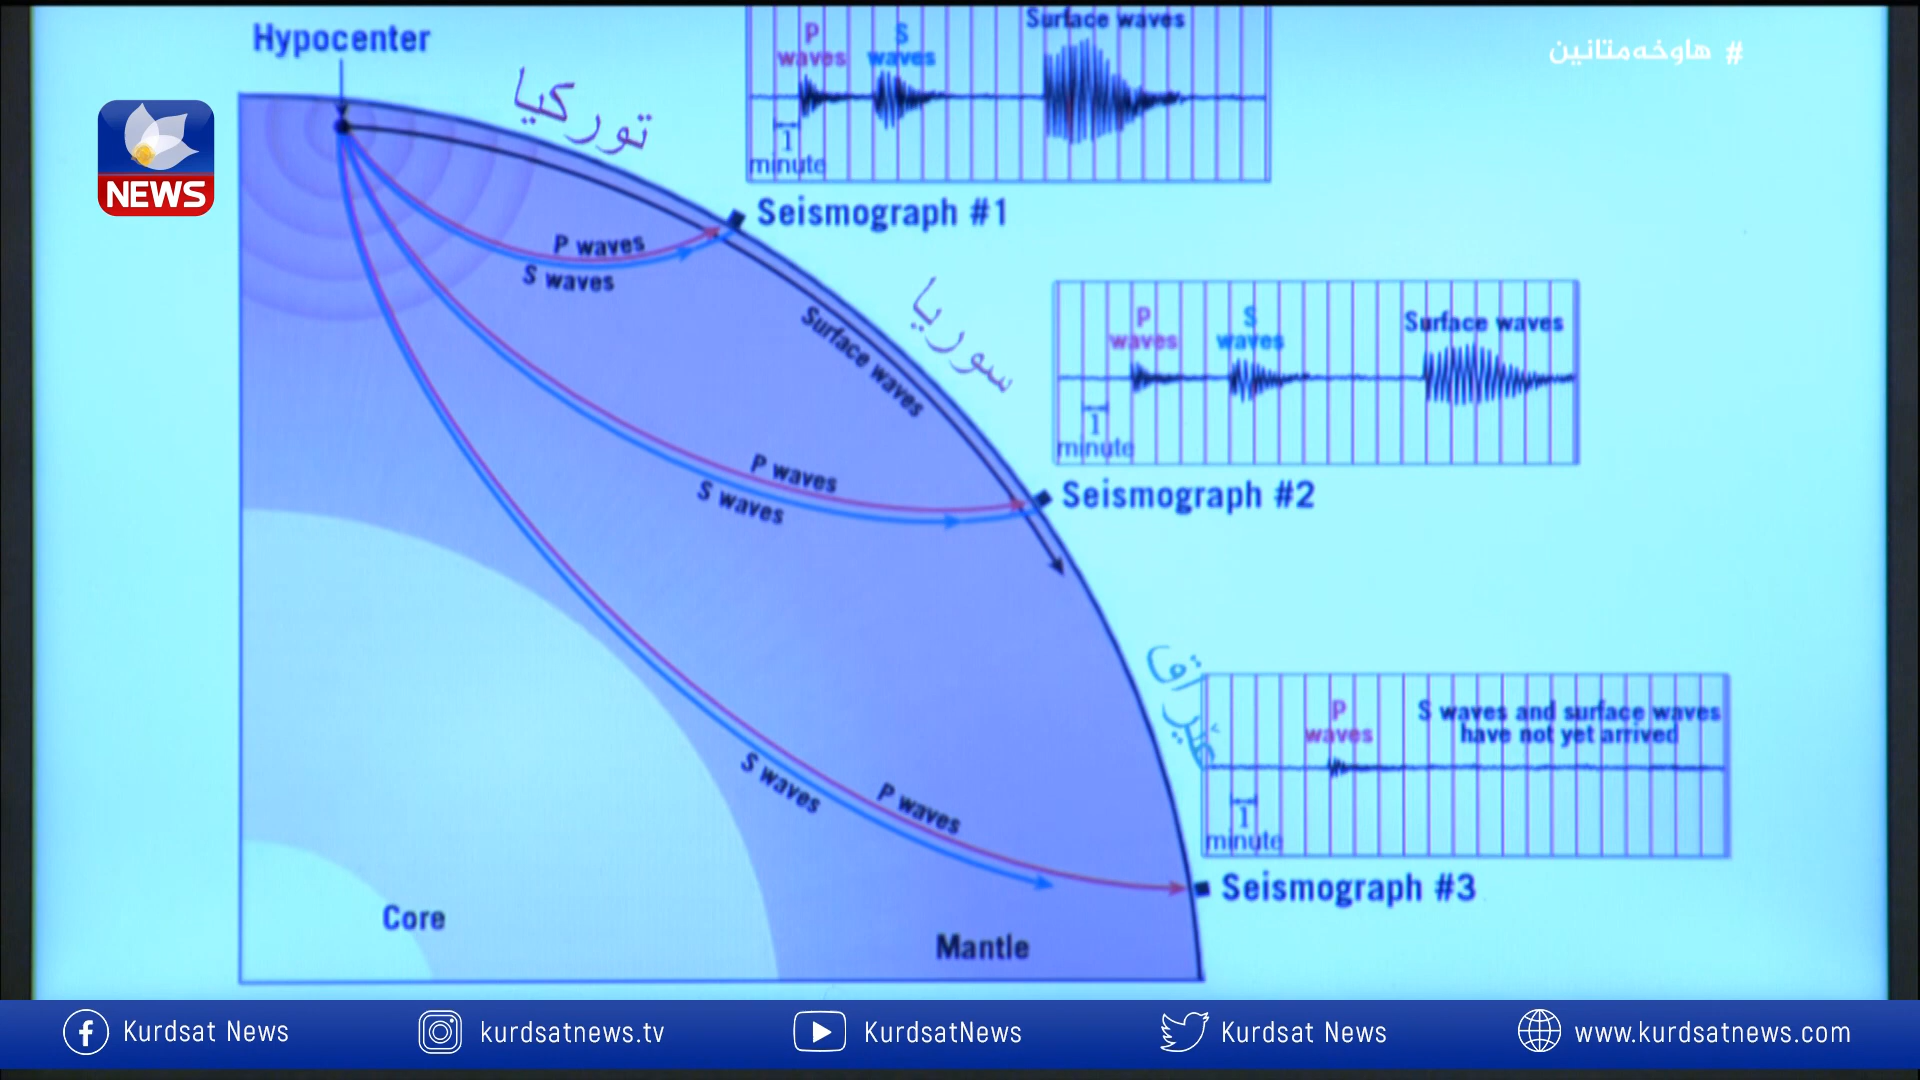 Hypocenter
# هاوخەمتانین
NEWS
تورکیا
P
waves
S
waves
Surface waves
1
minute
Seismograph #1
P waves
S waves
Surface waves
سوریا
P
waves
S
waves
Surface waves
1
minute
Seismograph #2
P waves
S waves
عێراق
P
waves
S waves and surface waves
have not yet arrived
1
minute
Seismograph #3
S waves
P waves
Core
Mantle
Kurdsat News
kurdsatnews.tv
KurdsatNews
Kurdsat News
www.kurdsatnews.com